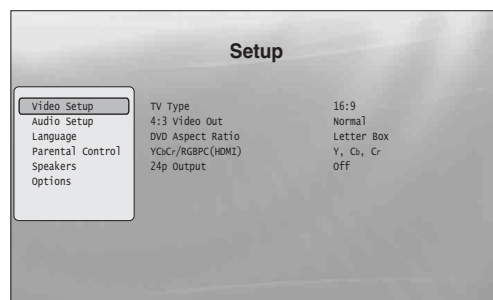 Setup
Video Setup
Audio Setup
Language
Parental Control
Speakers
Options
TV Type 16:9
4:3 Video Out Normal
DVD Aspect Ratio Letter Box
YCbCr/RGBPC(HDMI) Y, Cb, Cr
24p Output Off